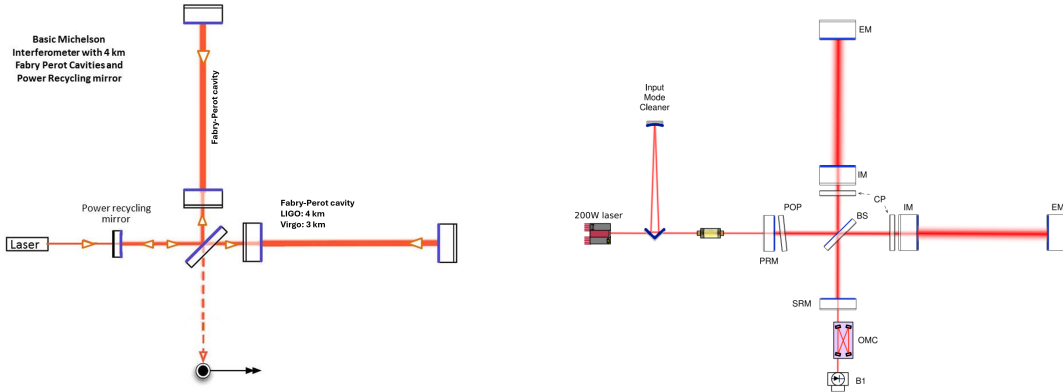 Basic Michelson
Interferometer with 4 km
Fabry Perot Cavities and
Power Recycling mirror
Fabry-Perot cavity
Power recycling
mirror
Laser
Fabry-Perot cavity
LIGO: 4 km
Virgo: 3 km
EM
Input
Mode
Cleaner
IM
CP
200W laser
POP
BS
IM
EM
PRM
SRM
OMC
B1